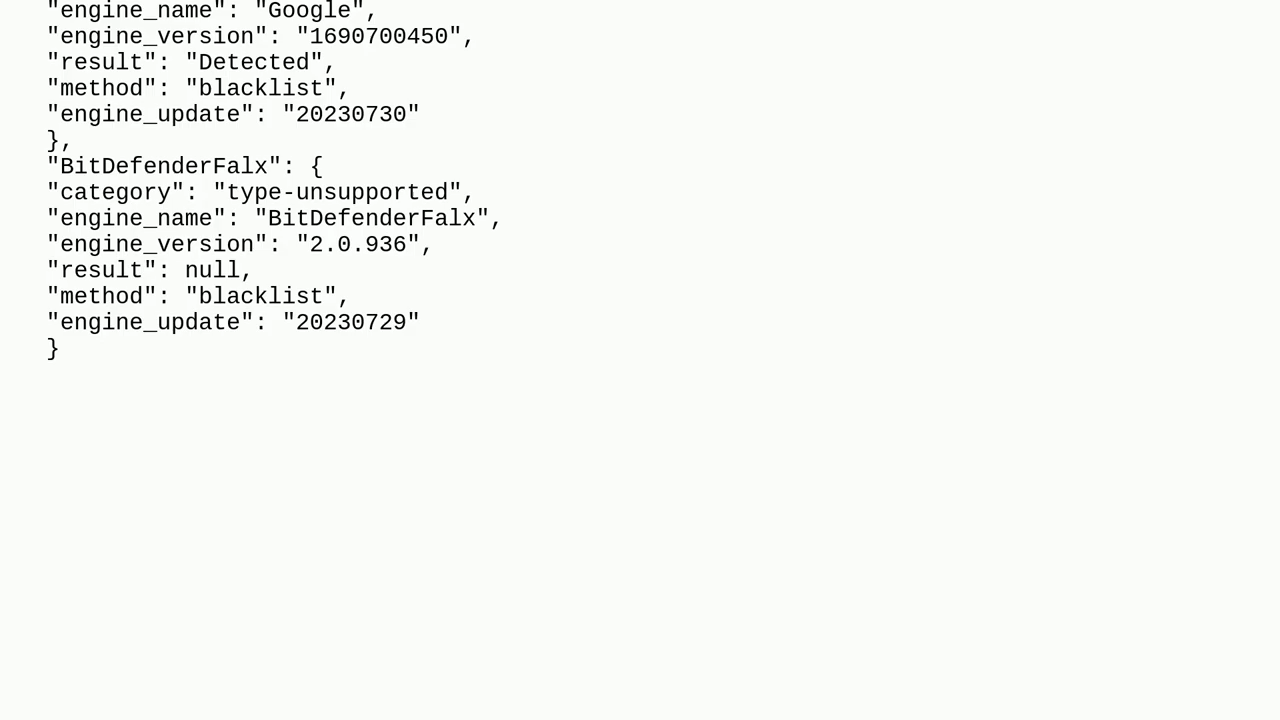 "engine_name": "Google",
"engine_version": "1690700450",
"result": "Detected",
"method": "blacklist",
"engine_update": "20230730"
},
"BitDefenderFalx": {
"category": "type-unsupported",
"engine_name": "BitDefenderFalx",
"engine_version": "2.0.936",
"result": null,
"method": "blacklist",
"engine_update": "20230729"
}